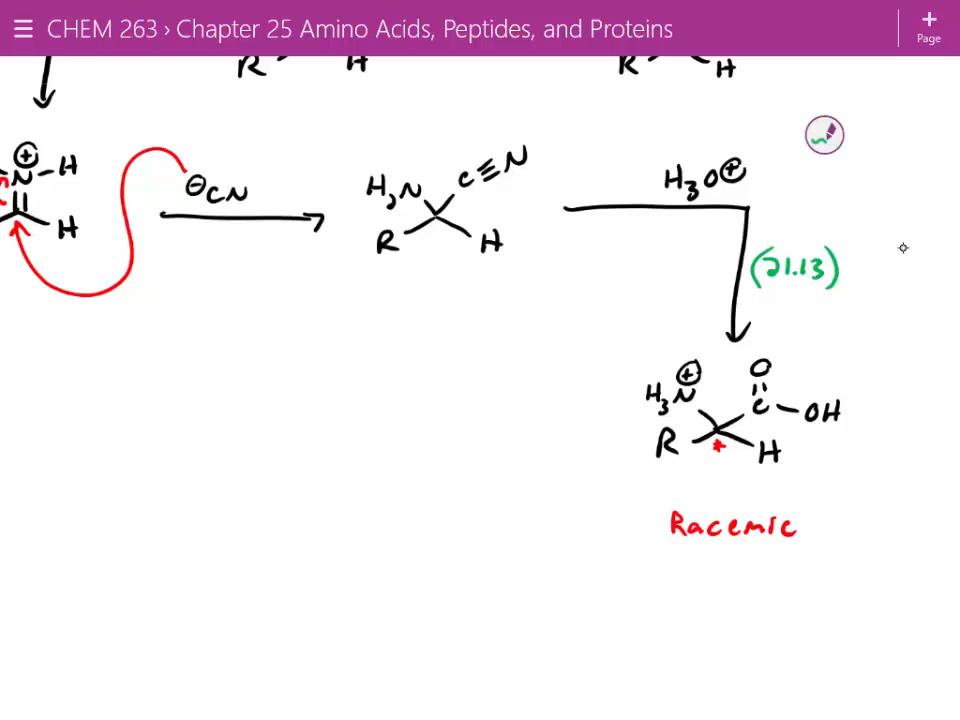 ☰ CHEM 263 › Chapter 25 Amino Acids, Peptides, and Proteins
+
Page
R H R H
⊕
N - H
H
⊖CN
H₂N C≡N
R H
H₃O⊕
(21.13)
⊕ O
H₃N C - OH
R * H
Racemic